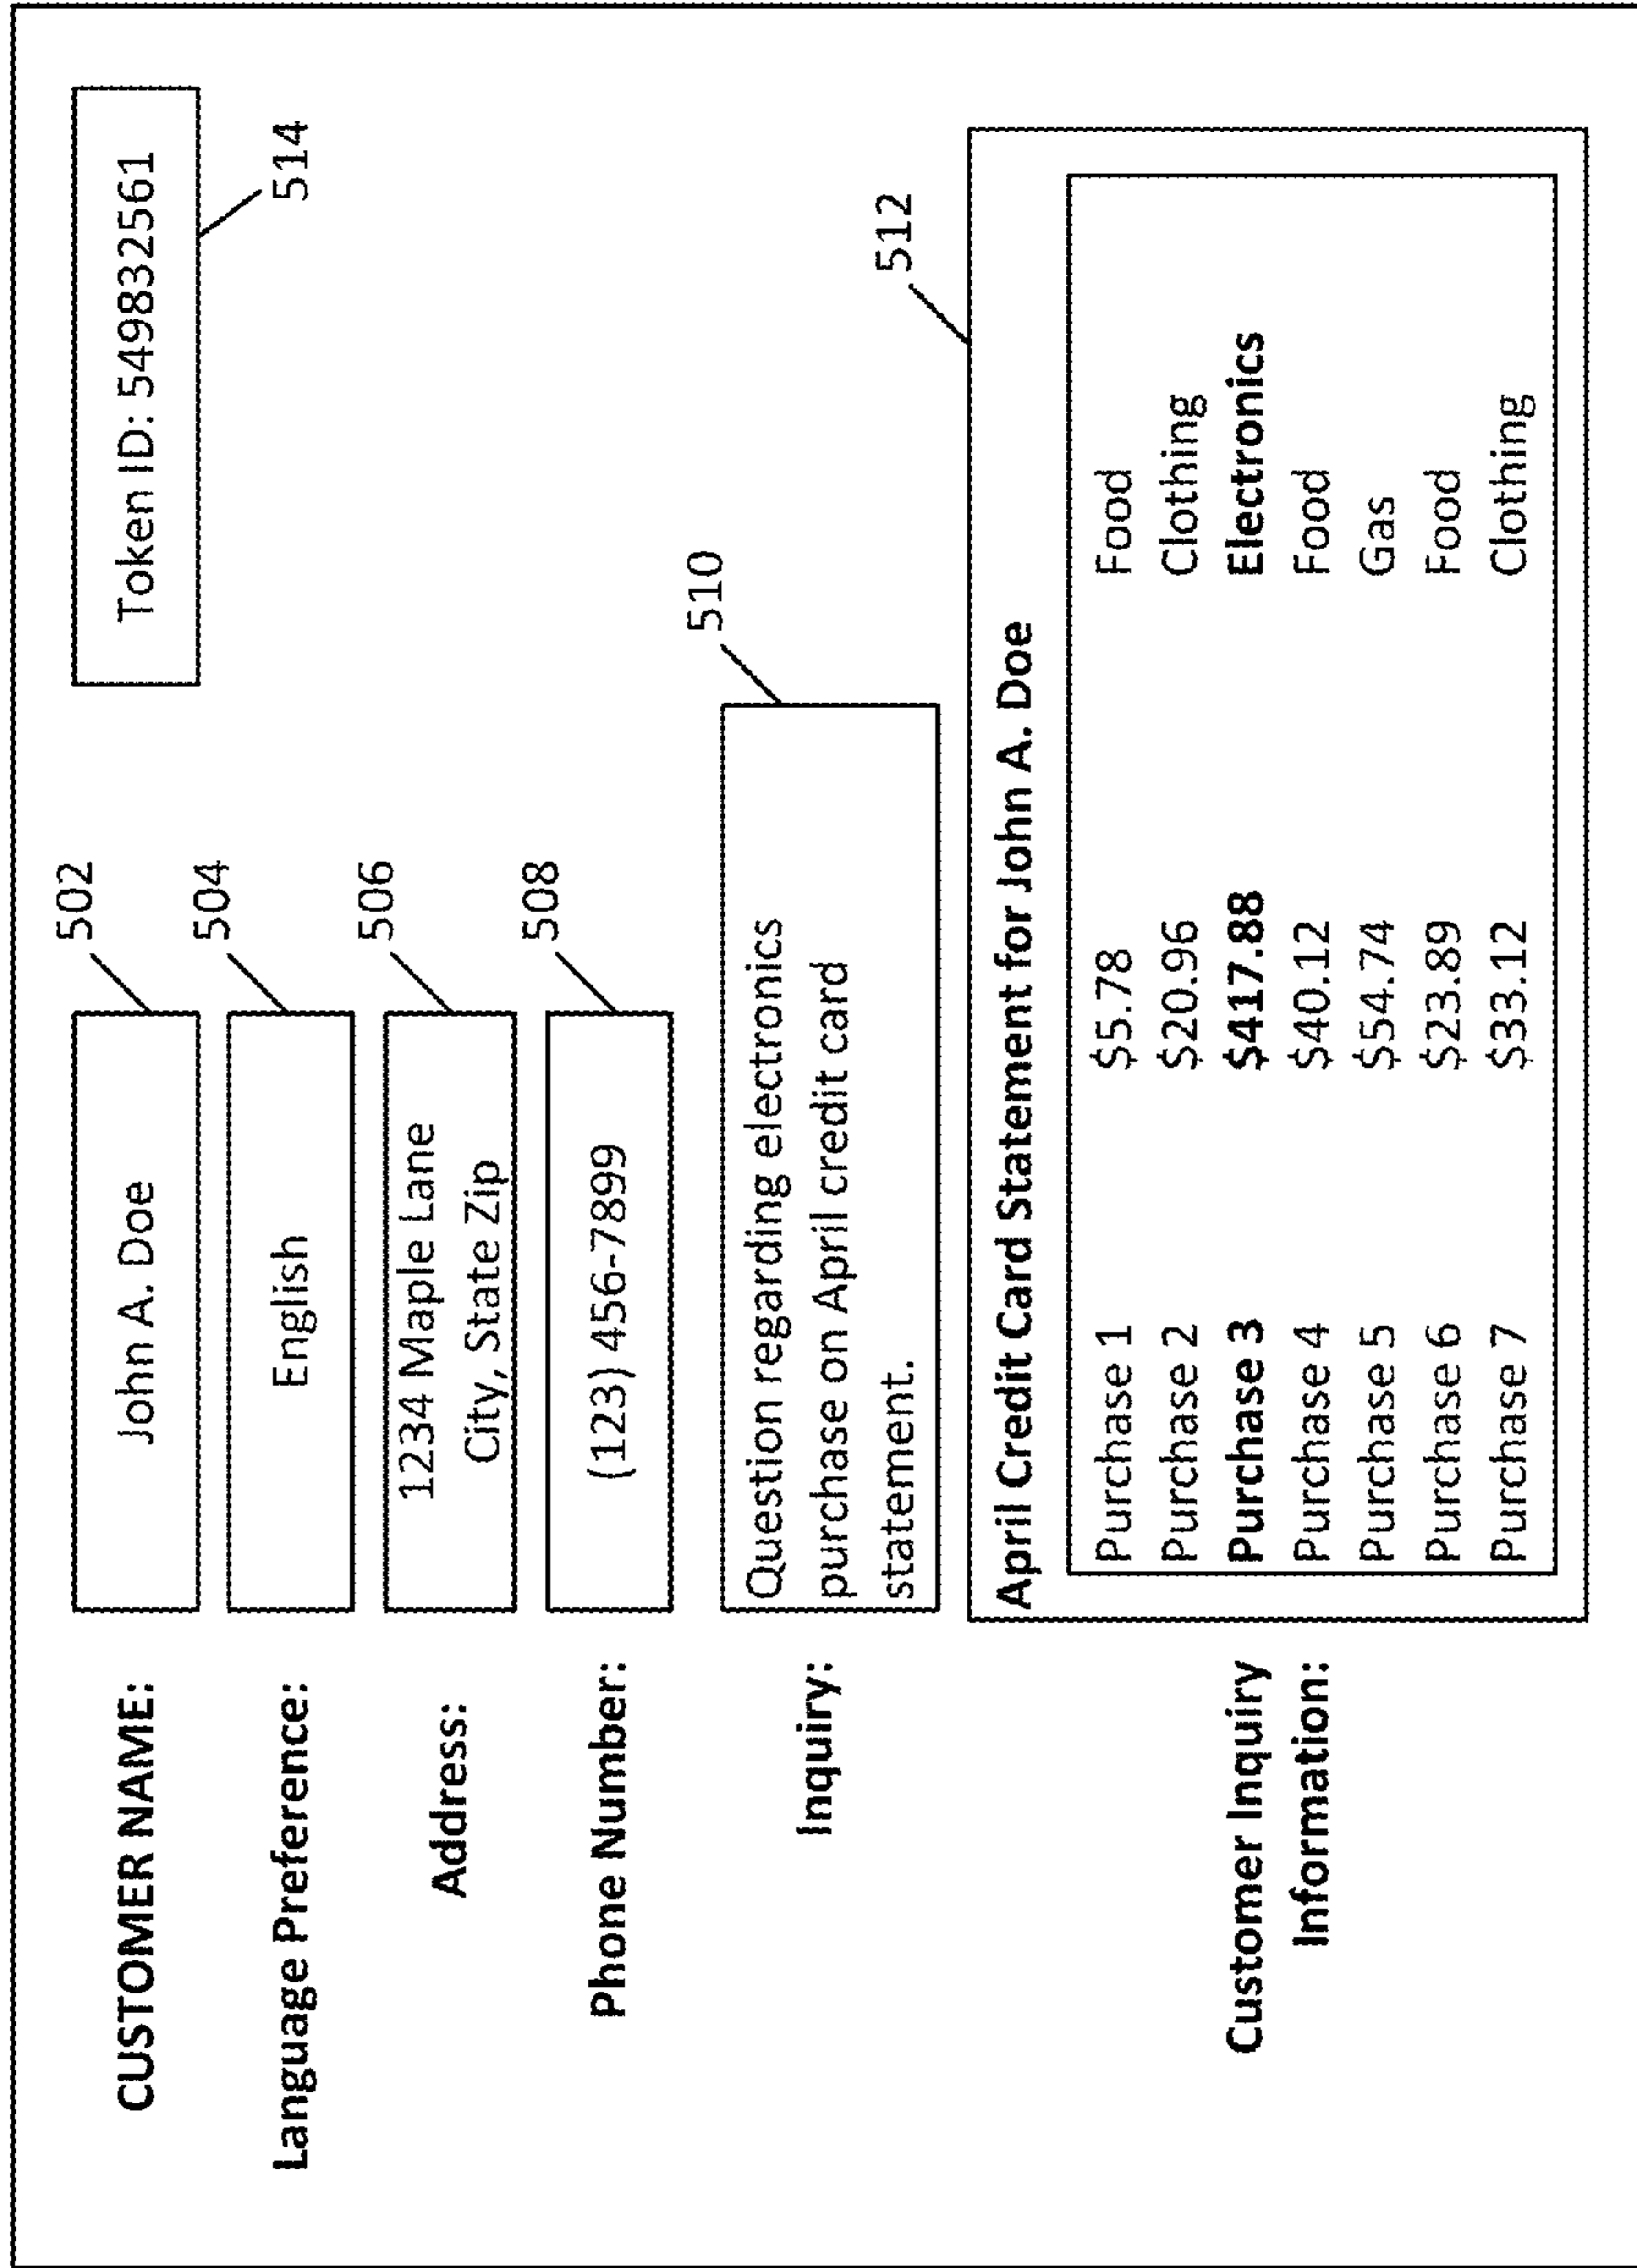 CUSTOMER NAME:
John A. Doe
502
Token ID: 549832561
514
Language Preference:
English
504
Address:
1234 Maple Lane
City, State Zip
506
Phone Number:
(123) 456-7899
508
Inquiry:
Question regarding electronics
purchase on April credit card
statement.
510
Customer Inquiry
Information:
512
April Credit Card Statement for John A. Doe
Purchase 1 $5.78 Food
Purchase 2 $20.96 Clothing
Purchase 3 $417.88 Electronics
Purchase 4 $40.12 Food
Purchase 5 $54.74 Gas
Purchase 6 $23.89 Food
Purchase 7 $33.12 Clothing